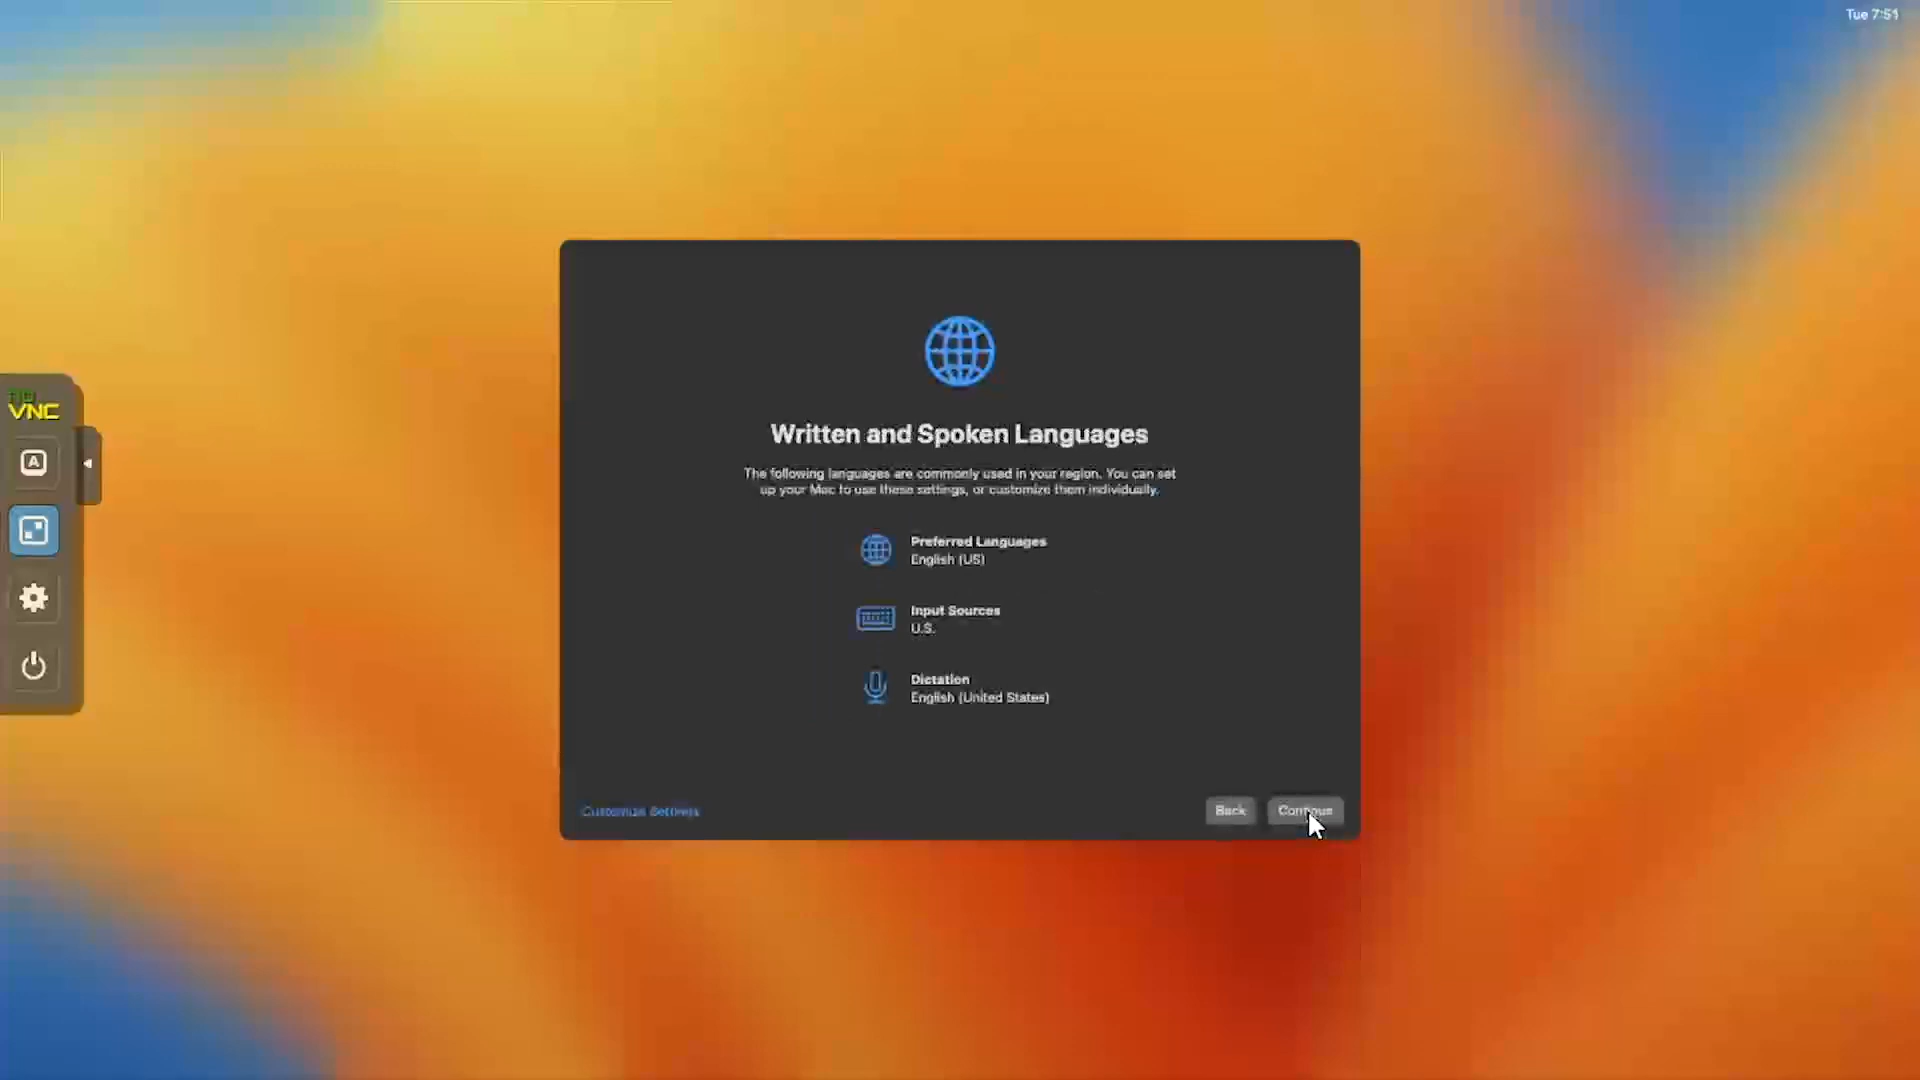 Tue 7:51
no
VNC
A
Written and Spoken Languages
The following languages are commonly used in your region. You can set
up your Mac to use these settings, or customize them individually.
Preferred Languages
English (US)
Input Sources
U.S.
Dictation
English (United States)
Customize Settings
Back
Continue